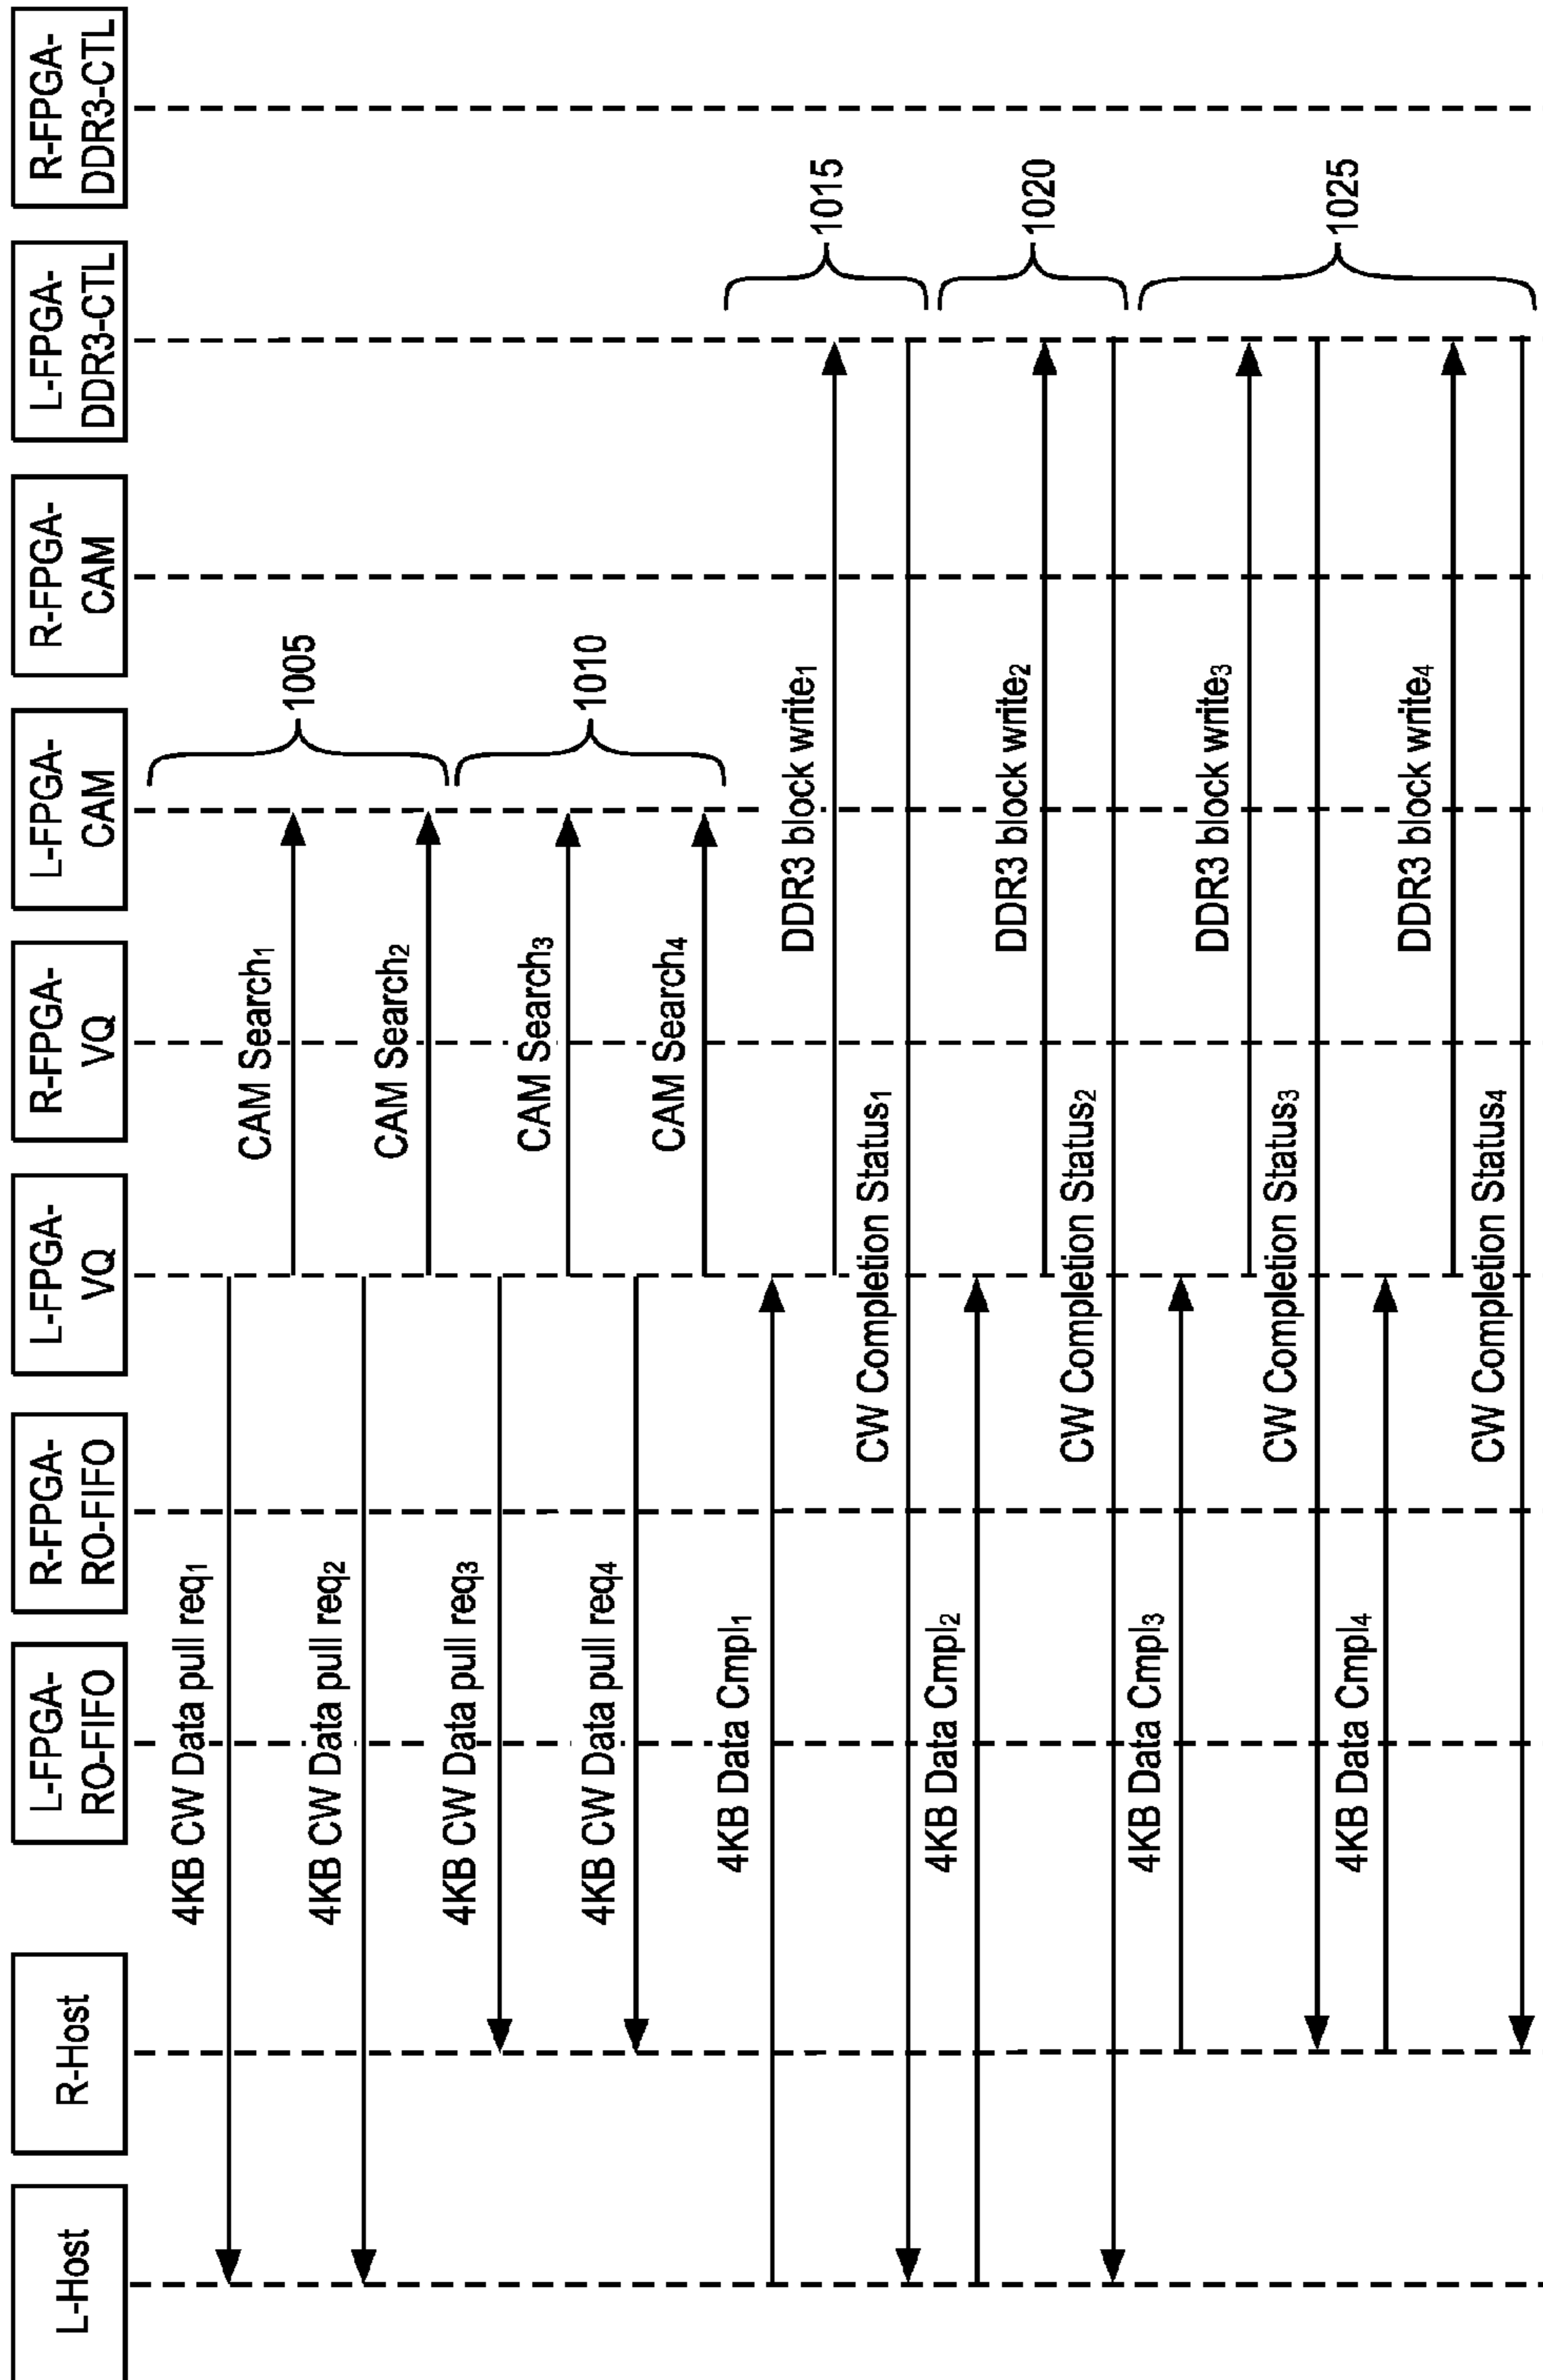 L-Host
R-Host
L-FPGA-
RO-FIFO
R-FPGA-
RO-FIFO
L-FPGA-
VQ
R-FPGA-
VQ
L-FPGA-
CAM
R-FPGA-
CAM
L-FPGA-
DDR3-CTL
R-FPGA-
DDR3-CTL
4KB CW Data pull req₁
CAM Search₁
1005
4KB CW Data pull req₂
CAM Search₂
4KB CW Data pull req₃
CAM Search₃
1010
4KB CW Data pull req₄
CAM Search₄
4KB Data Cmpl₁
DDR3 block write₁
1015
CW Completion Status₁
4KB Data Cmpl₂
DDR3 block write₂
1020
CW Completion Status₂
4KB Data Cmpl₃
DDR3 block write₃
CW Completion Status₃
1025
4KB Data Cmpl₄
DDR3 block write₄
CW Completion Status₄